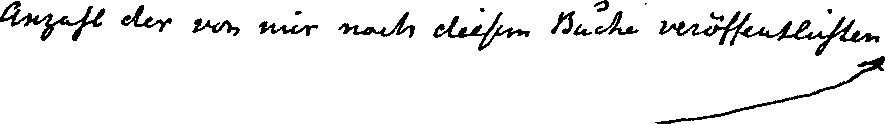 Anzahl der von mir nach diesem Buche veröffentlichten